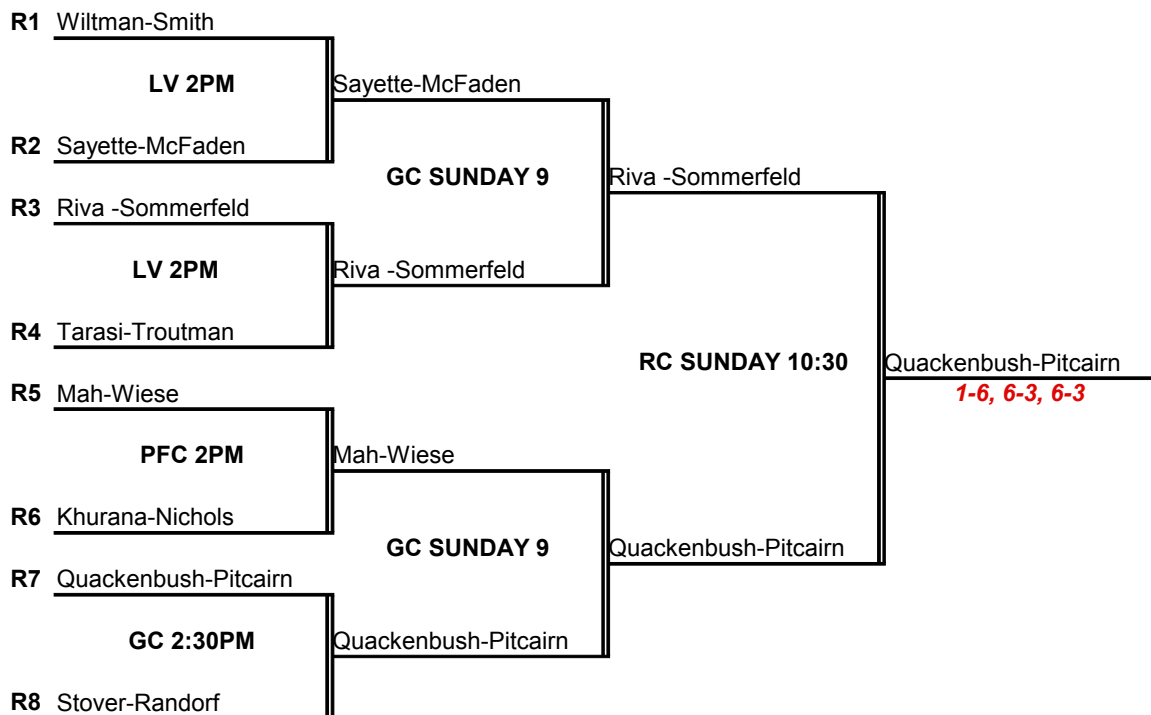 R1 Wiltman-Smith
LV 2PM
Sayette-McFaden
R2 Sayette-McFaden
GC SUNDAY 9
Riva -Sommerfeld
R3 Riva -Sommerfeld
LV 2PM
Riva -Sommerfeld
R4 Tarasi-Troutman
RC SUNDAY 10:30
Quackenbush-Pitcairn
1-6, 6-3, 6-3
R5 Mah-Wiese
PFC 2PM
Mah-Wiese
R6 Khurana-Nichols
GC SUNDAY 9
Quackenbush-Pitcairn
R7 Quackenbush-Pitcairn
GC 2:30PM
Quackenbush-Pitcairn
R8 Stover-Randorf